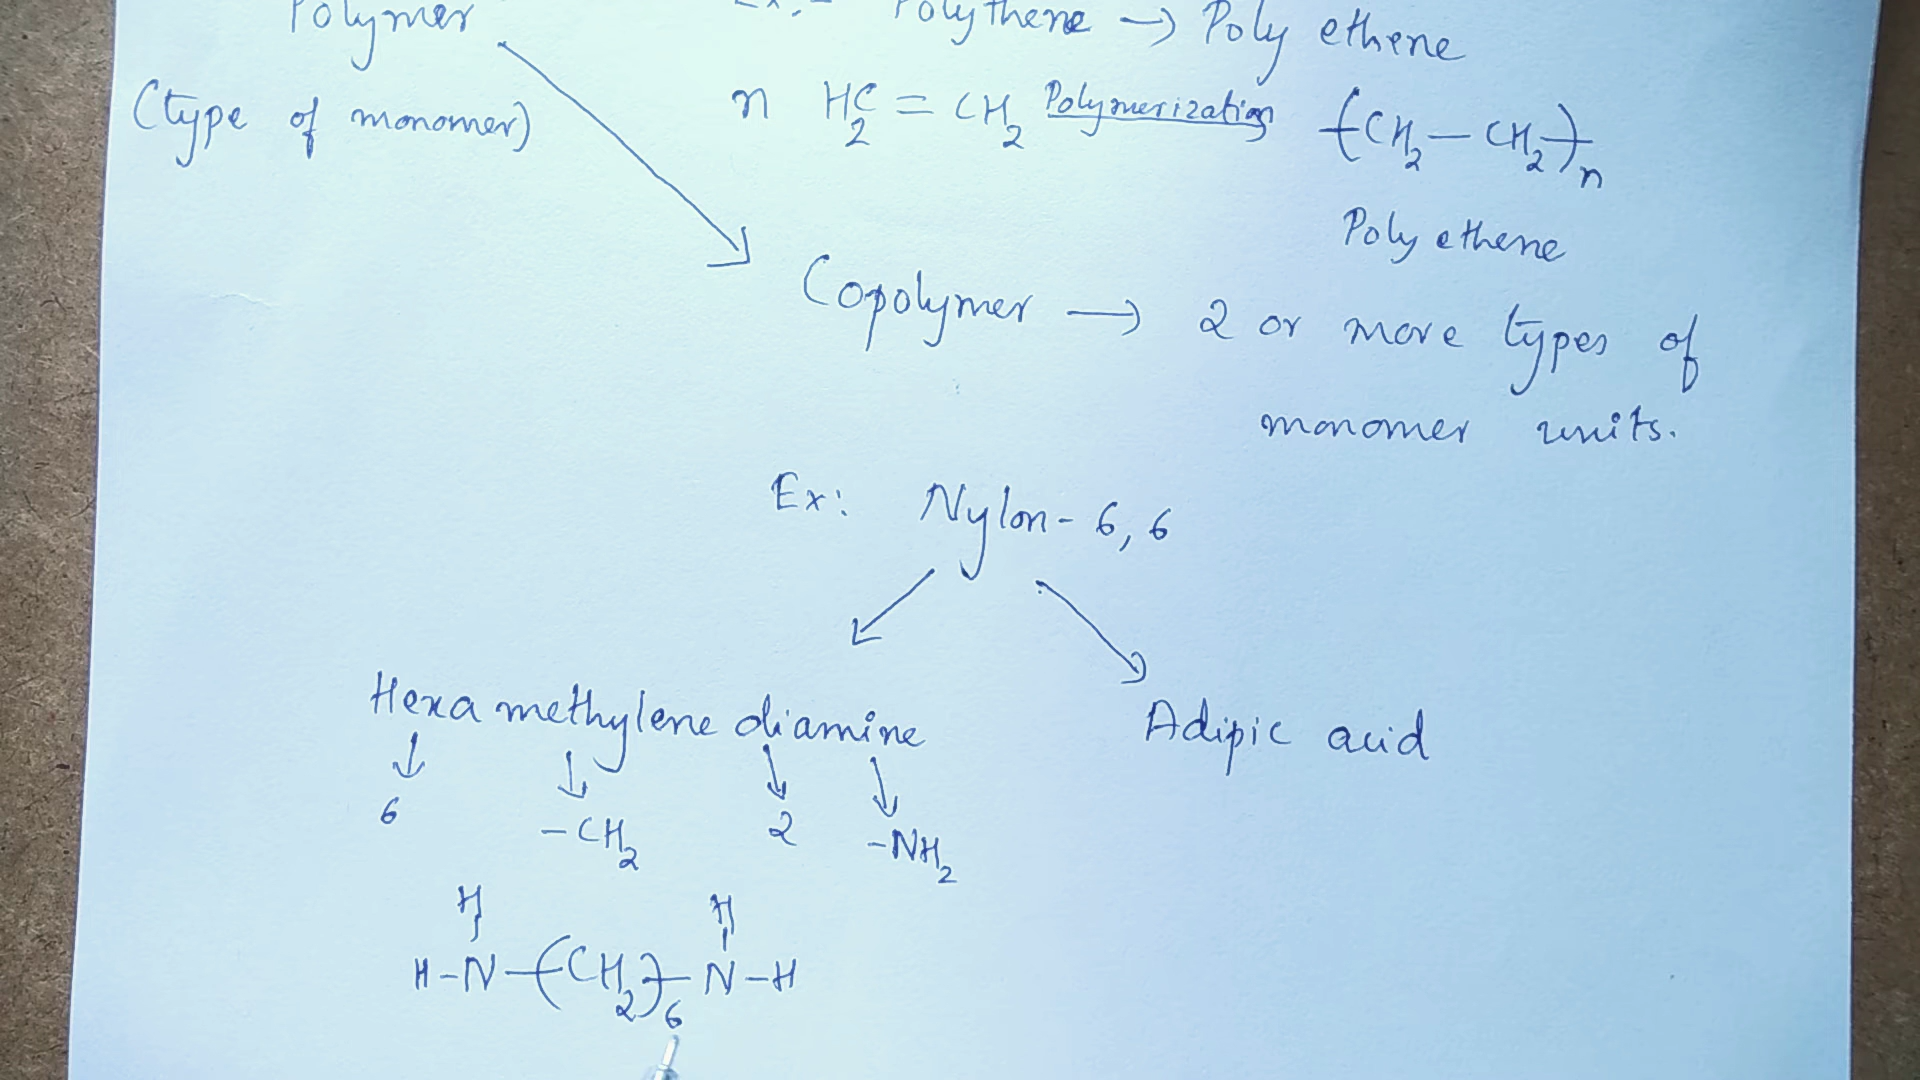 Polymer
Ex:- Polythene → Poly ethene
(type of monomer)
n H₂C = CH₂ Polymerization (CH₂ – CH₂)n
Poly ethene
Copolymer → 2 or more types of
monomer units.
Ex: Nylon - 6, 6
Hexa methylene diamine
Adipic acid
6 -CH₂ 2 -NH₂
H H
H-N-(CH₂)₆-N-H